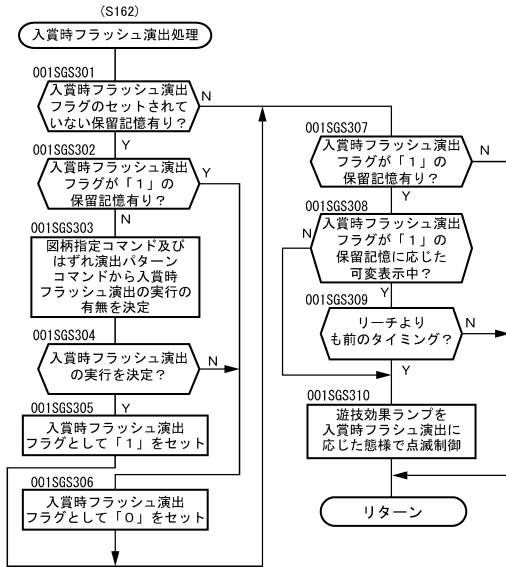 (S162)
入賞時フラッシュ演出処理
001SGS301
入賞時フラッシュ演出
フラグのセットされて
いない保留記憶有り？
N
Y
001SGS302
入賞時フラッシュ演出
フラグが「１」の
保留記憶有り？
Y
N
001SGS303
図柄指定コマンド及び
はずれ演出パターン
コマンドから入賞時
フラッシュ演出の実行の
有無を決定
001SGS304
入賞時フラッシュ演出
の実行を決定？
N
Y
001SGS305
入賞時フラッシュ演出
フラグとして「１」をセット
001SGS306
入賞時フラッシュ演出
フラグとして「０」をセット
001SGS307
入賞時フラッシュ演出
フラグが「１」の
保留記憶有り？
N
Y
001SGS308
入賞時フラッシュ演出
フラグが「１」の
保留記憶に応じた
可変表示中？
N
Y
001SGS309
リーチより
も前のタイミング？
N
Y
001SGS310
遊技効果ランプを
入賞時フラシュ演出に
応じた態様で点滅制御
リターン